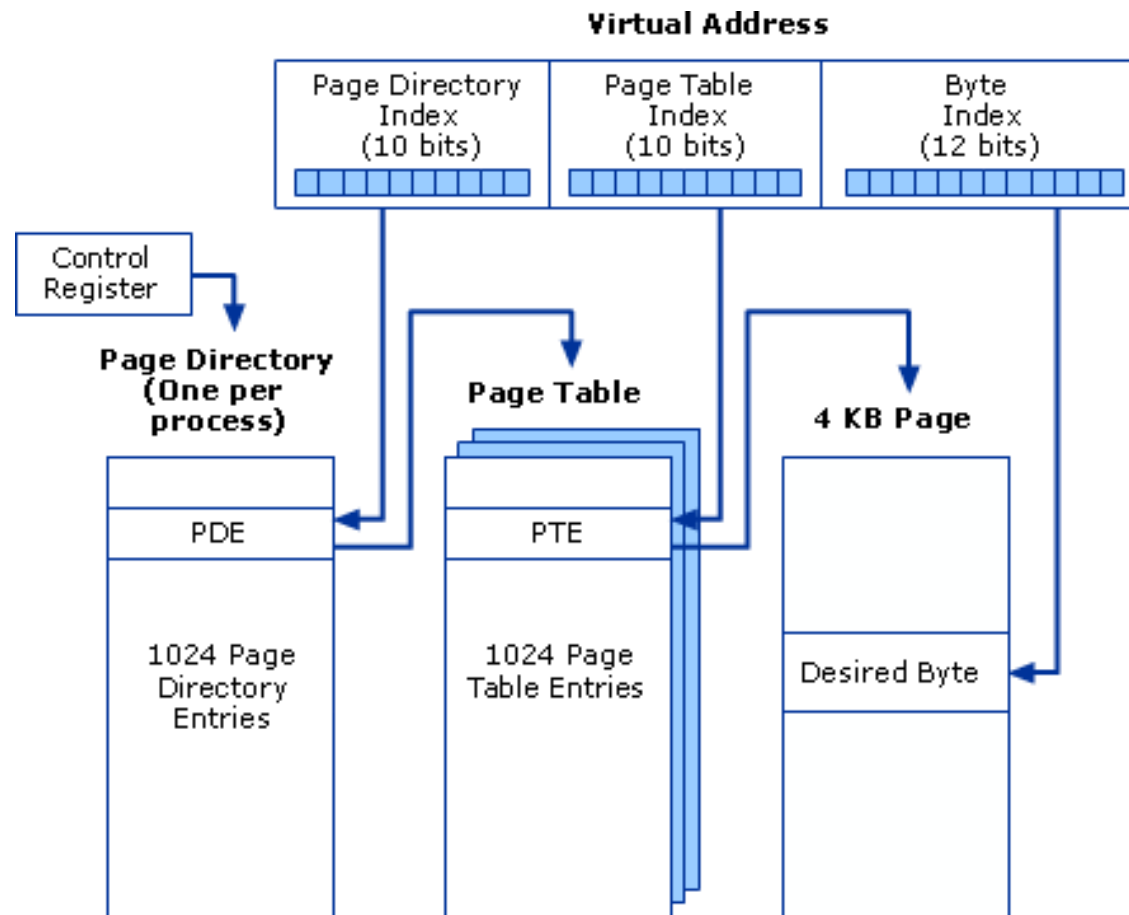 Virtual Address
Page Directory
Index
(10 bits)
Page Table
Index
(10 bits)
Byte
Index
(12 bits)
Control
Register
Page Directory
(One per
process)
Page Table
4 KB Page
PDE
PTE
1024 Page
Directory
Entries
1024 Page
Table Entries
Desired Byte